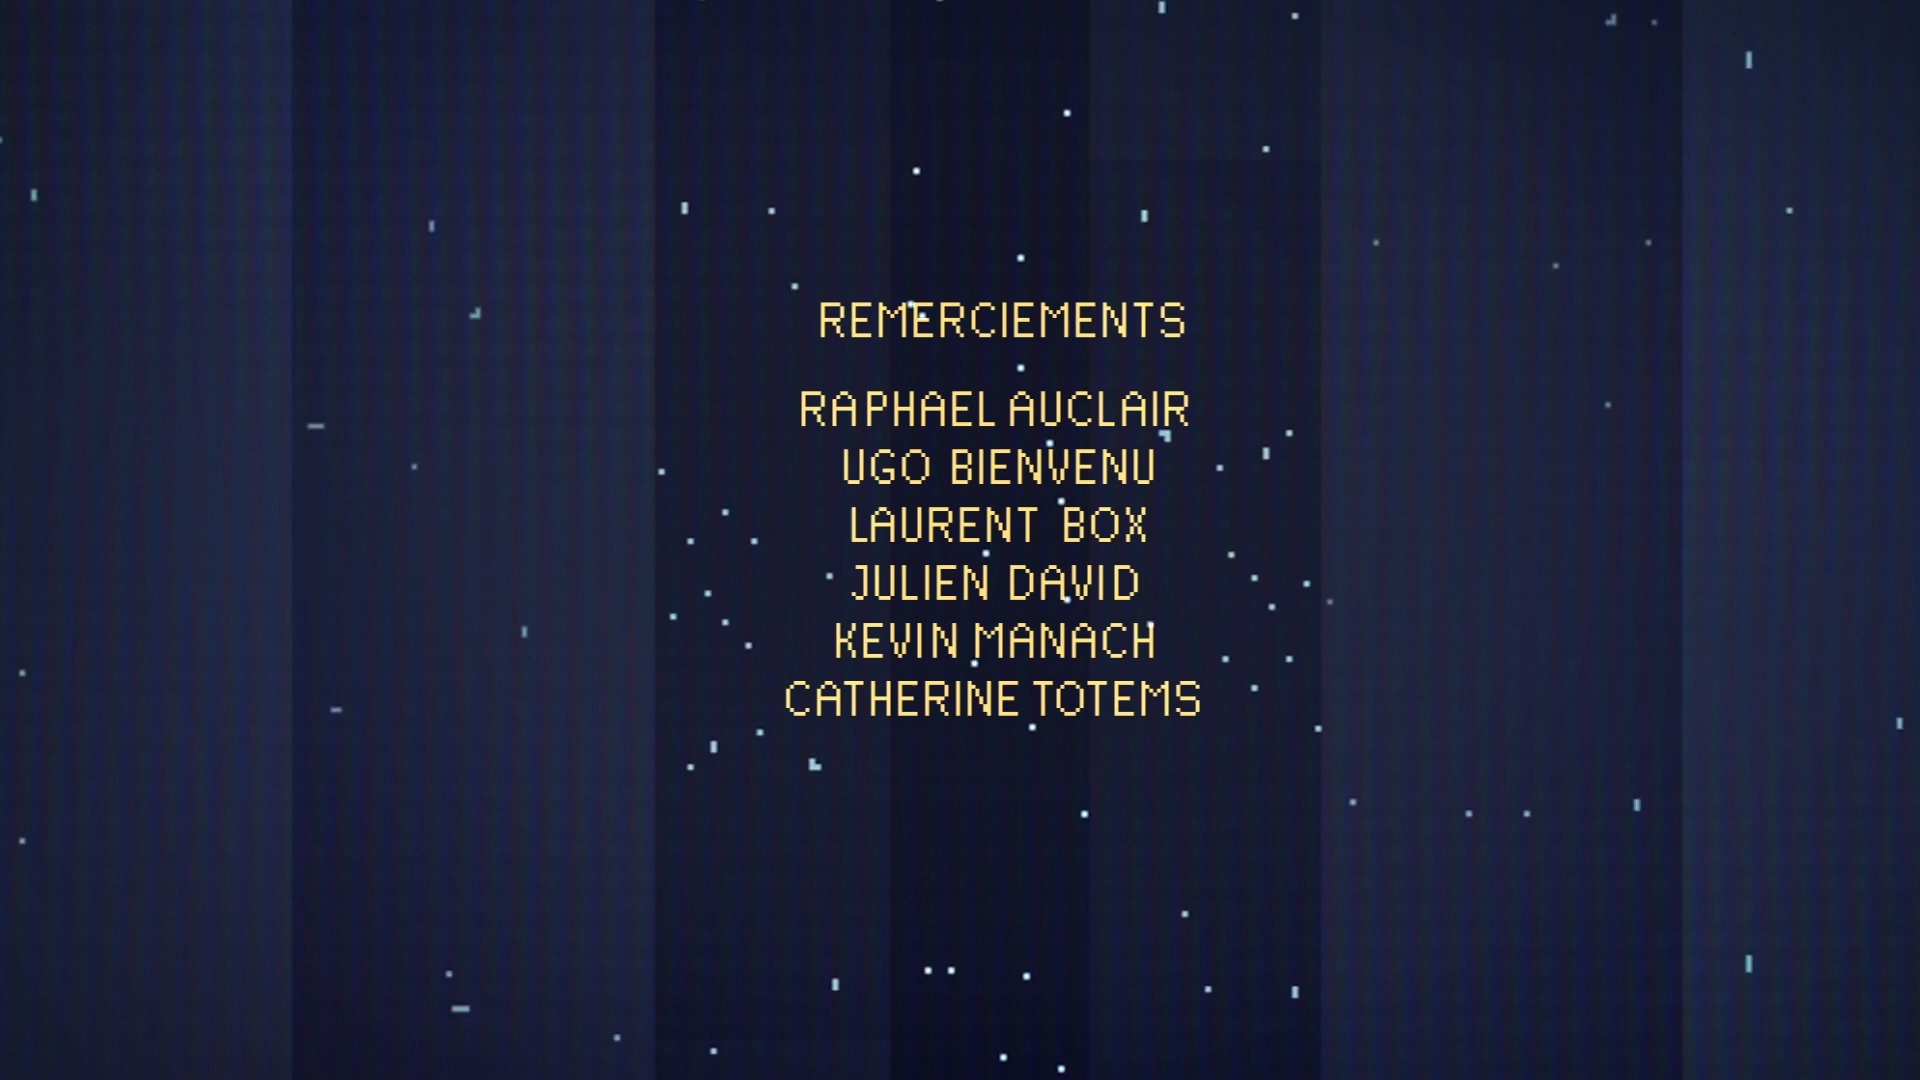 REMERCIEMENTS
RAPHAEL AUCLAIR
UGO BIENVENU
LAURENT BOX
JULIEN DAVID
KEVIN MANACH
CATHERINE TOTEMS